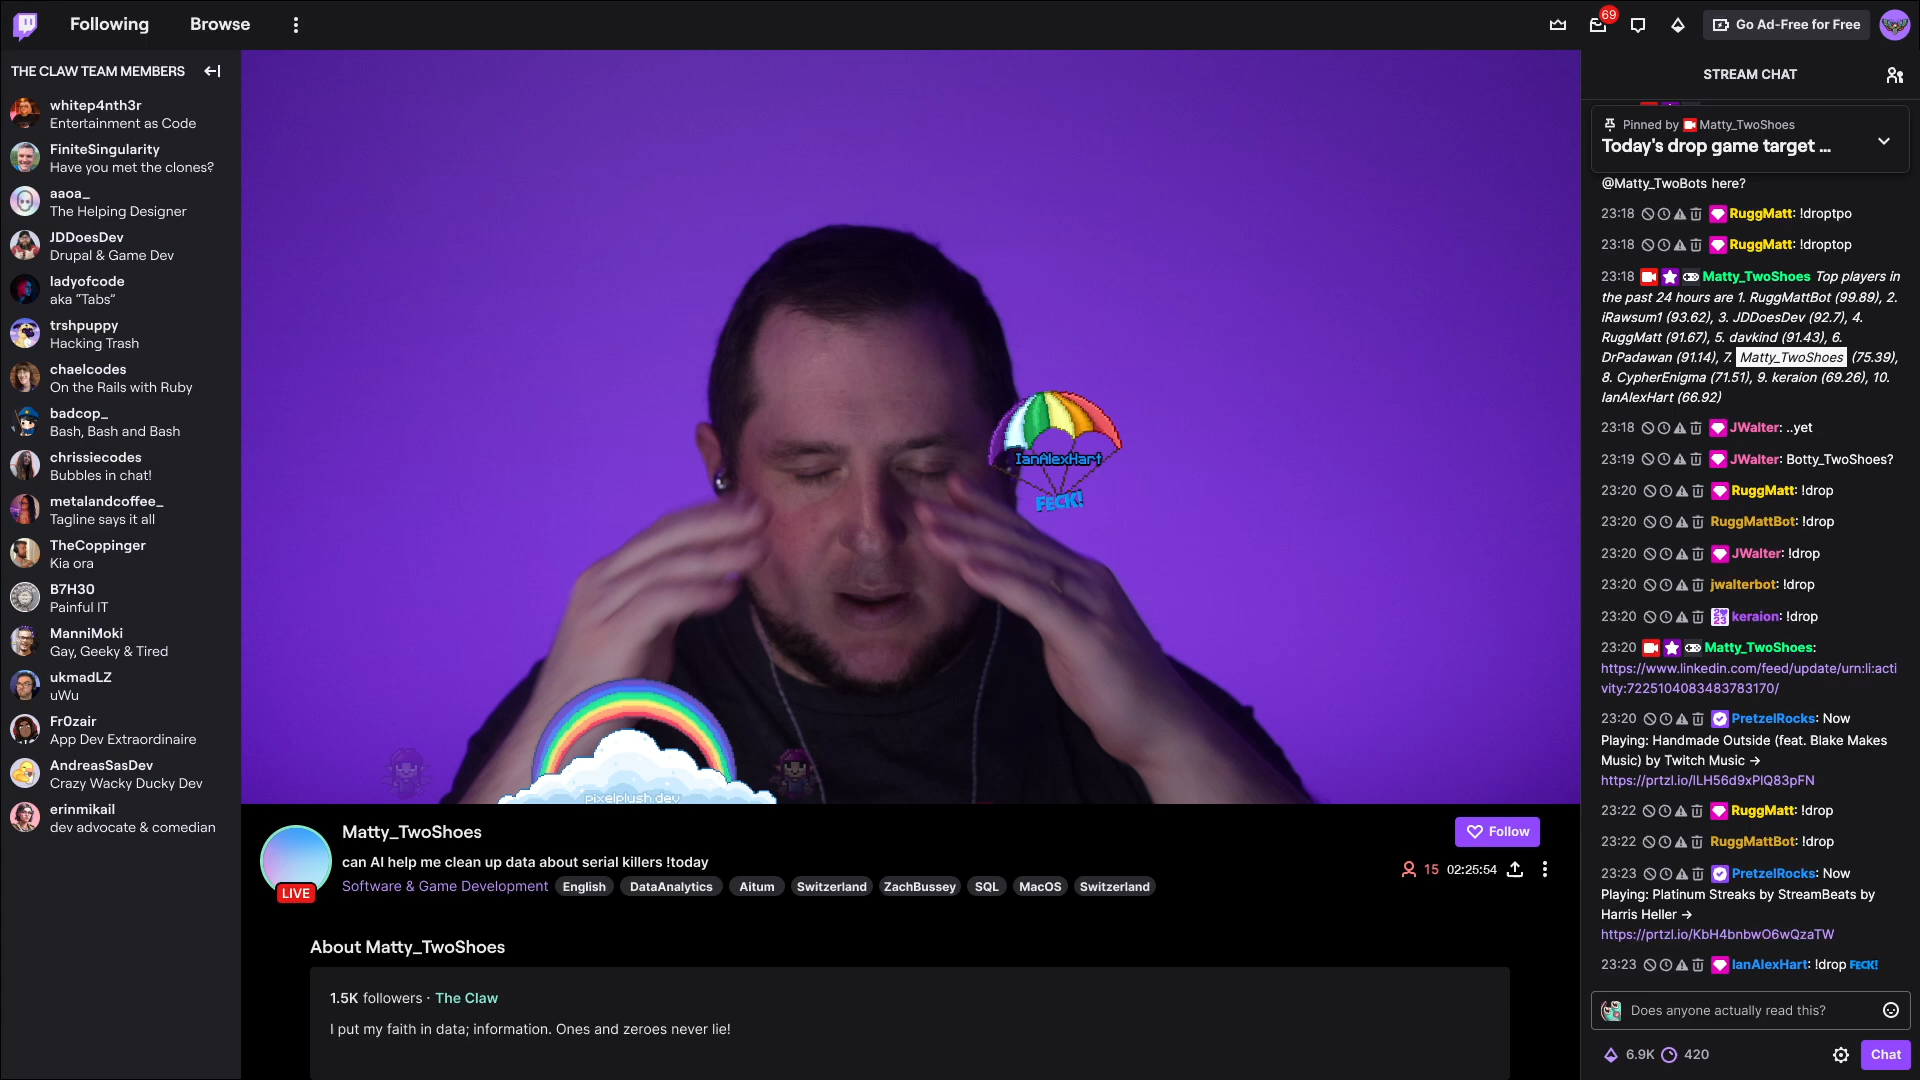 Following
Browse
69
Go Ad-Free for Free
THE CLAW TEAM MEMBERS
whitep4nth3r
Entertainment as Code
FiniteSingularity
Have you met the clones?
aaoa_
The Helping Designer
JDDoesDev
Drupal & Game Dev
ladyofcode
aka "Tabs"
trshpuppy
Hacking Trash
chaelcodes
On the Rails with Ruby
badcop_
Bash, Bash and Bash
chrissiecodes
Bubbles in chat!
metalandcoffee_
Tagline says it all
TheCoppinger
Kia ora
B7H30
Painful IT
ManniMoki
Gay, Geeky & Tired
ukmadLZ
uWu
Fr0zair
App Dev Extraordinaire
AndreasSasDev
Crazy Wacky Ducky Dev
erinmikail
dev advocate & comedian
IanAlexHart
FECK!
pixelplush.dev
LIVE
Matty_TwoShoes
can AI help me clean up data about serial killers !today
Software & Game Development English DataAnalytics Aitum Switzerland ZachBussey SQL MacOS Switzerland
Follow
15 02:25:54
About Matty_TwoShoes
1.5K followers · The Claw
I put my faith in data; information. Ones and zeroes never lie!
STREAM CHAT
Pinned by Matty_TwoShoes
Today's drop game target ...
@Matty_TwoBots here?
23:18 RuggMatt: !droptpo
23:18 RuggMatt: !droptop
23:18 Matty_TwoShoes Top players in
the past 24 hours are 1. RuggMattBot (99.89), 2.
iRawsum1 (93.62), 3. JDDoesDev (92.7), 4.
RuggMatt (91.67), 5. davkind (91.43), 6.
DrPadawan (91.14), 7. Matty_TwoShoes (75.39),
8. CypherEnigma (71.51), 9. keraion (69.26), 10.
IanAlexHart (66.92)
23:18 JWalter: ..yet
23:19 JWalter: Botty_TwoShoes?
23:20 RuggMatt: !drop
23:20 RuggMattBot: !drop
23:20 JWalter: !drop
23:20 jwalterbot: !drop
23:20 2023 keraion: !drop
23:20 Matty_TwoShoes:
https://www.linkedin.com/feed/update/urn:li:acti
vity:7225104083483783170/
23:20 PretzelRocks: Now
Playing: Handmade Outside (feat. Blake Makes
Music) by Twitch Music →
https://prtzl.io/lLH56d9xPlQ83pFN
23:22 RuggMatt: !drop
23:22 RuggMattBot: !drop
23:23 PretzelRocks: Now
Playing: Platinum Streaks by StreamBeats by
Harris Heller →
https://prtzl.io/KbH4bnbwO6wQzaTW
23:23 IanAlexHart: !drop FECK!
Does anyone actually read this?
6.9K 420
Chat